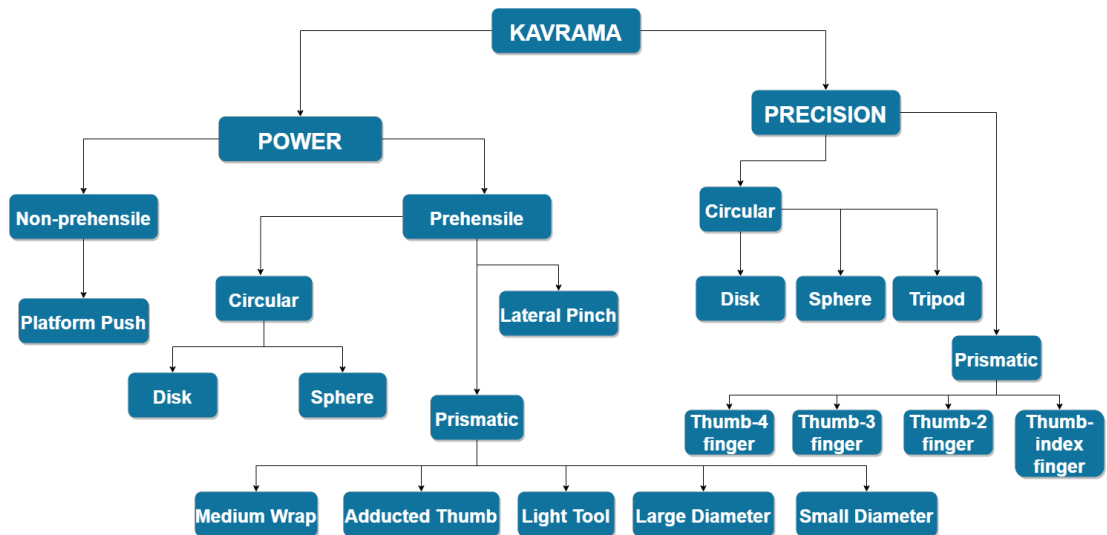 KAVRAMA
POWER
PRECISION
Non-prehensile
Prehensile
Circular
Platform Push
Circular
Lateral Pinch
Disk
Sphere
Tripod
Disk
Sphere
Prismatic
Prismatic
Thumb-4
finger
Thumb-3
finger
Thumb-2
finger
Thumb-
index
finger
Medium Wrap
Adducted Thumb
Light Tool
Large Diameter
Small Diameter